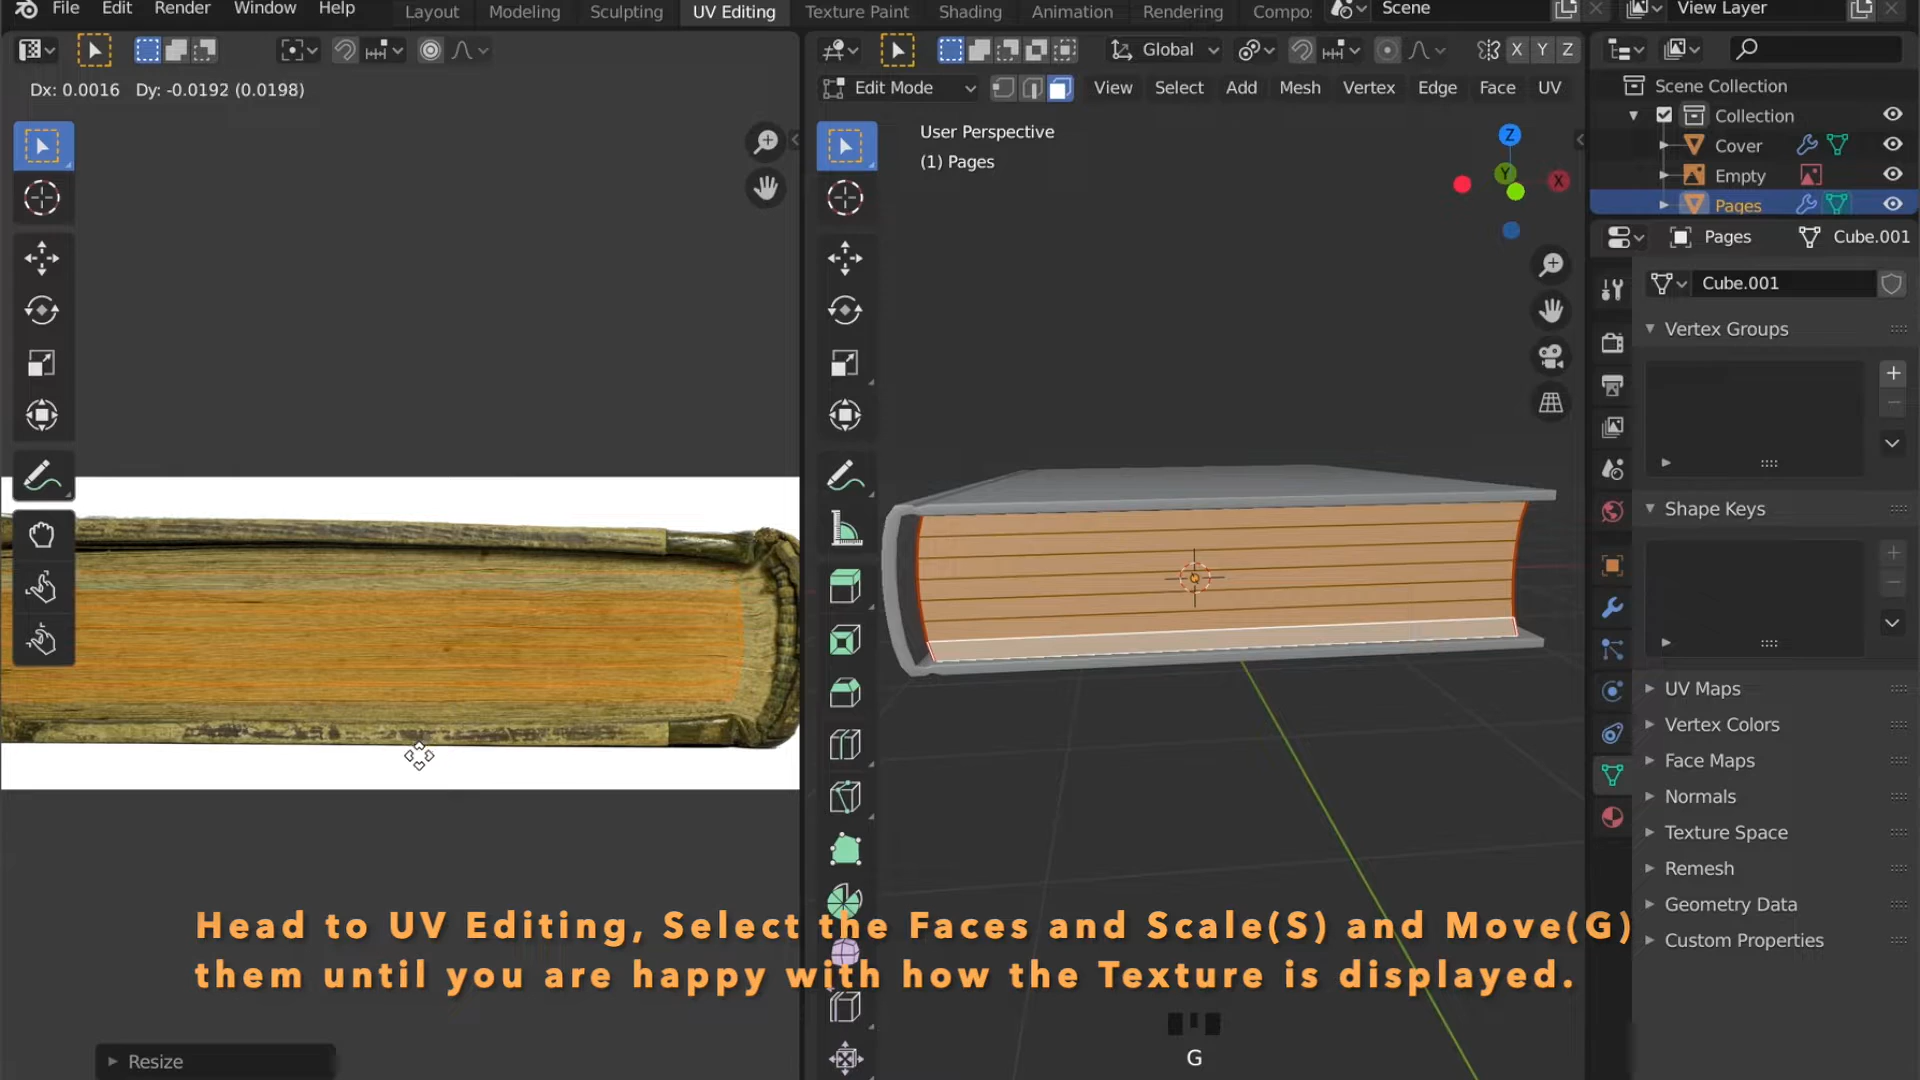 File Edit Render Window Help
Layout Modeling Sculpting UV Editing Texture Paint Shading Animation Rendering Compo
Scene
View Layer
Global
X Y Z
Dx: 0.0016 Dy: -0.0192 (0.0198)
Edit Mode
View Select Add Mesh Vertex Edge Face UV
User Perspective
(1) Pages
Z
Y
X
Scene Collection
Collection
Cover
Empty
Pages
Pages
Cube.001
Cube.001
Vertex Groups
Shape Keys
UV Maps
Vertex Colors
Face Maps
Normals
Texture Space
Remesh
Geometry Data
Custom Properties
Head to UV Editing, Select the Faces and Scale(S) and Move(G)
them until you are happy with how the Texture is displayed.
G
Resize